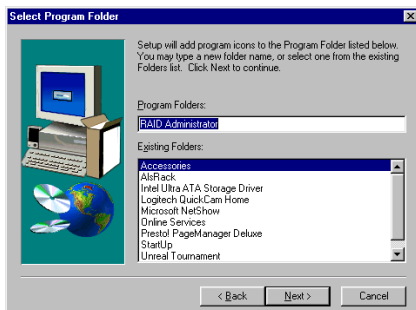 Select Program Folder
Setup will add program icons to the Program Folder listed below.
You may type a new folder name, or select one from the existing
Folders list. Click Next to continue.
Program Folders:
RAID Administrator
Existing Folders:
Accessories
AlsRack
Intel Ultra ATA Storage Driver
Logitech QuickCam Home
Microsoft NetShow
Online Services
Presto! PageManager Deluxe
StartUp
Unreal Tournament
< Back
Next >
Cancel